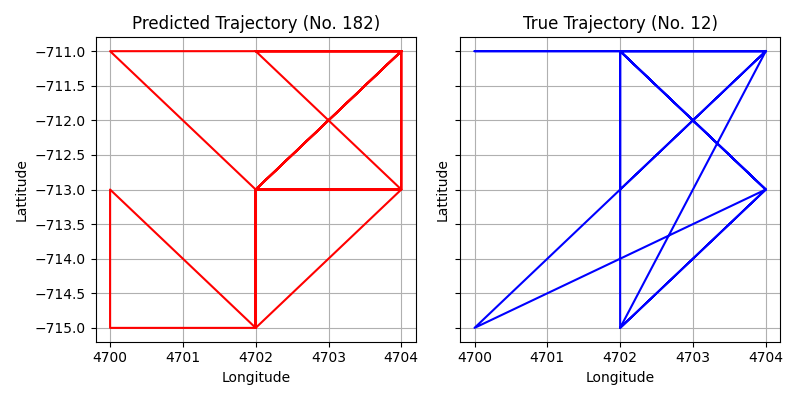 Predicted Trajectory (No. 182)
True Trajectory (No. 12)
−711.0
−711.5
−712.0
−712.5
−713.0
−713.5
−714.0
−714.5
−715.0
Lattitude
Lattitude
4700 4701 4702 4703 4704
4700 4701 4702 4703 4704
Longitude
Longitude